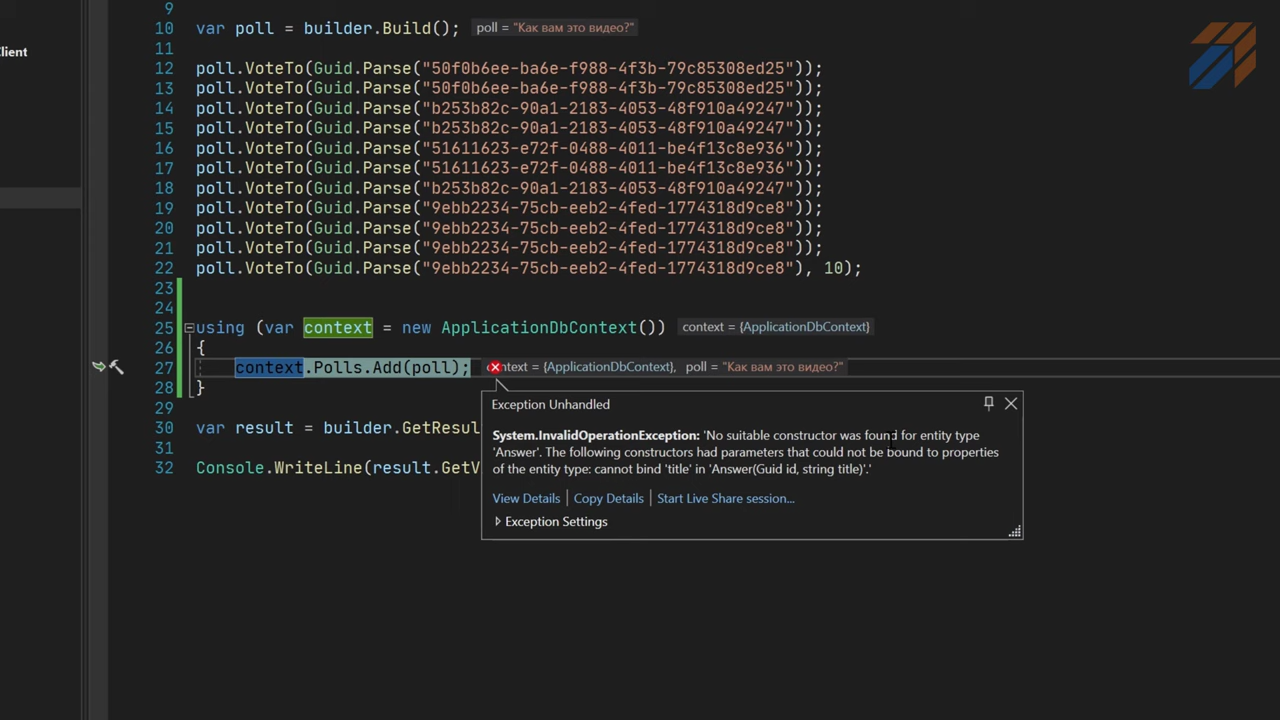 9
10 var poll = builder.Build(); poll = "Как вам это видео?"
11
lient
12 poll.VoteTo(Guid.Parse("50f0b6ee-ba6e-f988-4f3b-79c85308ed25"));
13 poll.VoteTo(Guid.Parse("50f0b6ee-ba6e-f988-4f3b-79c85308ed25"));
14 poll.VoteTo(Guid.Parse("b253b82c-90a1-2183-4053-48f910a49247"));
15 poll.VoteTo(Guid.Parse("b253b82c-90a1-2183-4053-48f910a49247"));
16 poll.VoteTo(Guid.Parse("51611623-e72f-0488-4011-be4f13c8e936"));
17 poll.VoteTo(Guid.Parse("51611623-e72f-0488-4011-be4f13c8e936"));
18 poll.VoteTo(Guid.Parse("b253b82c-90a1-2183-4053-48f910a49247"));
19 poll.VoteTo(Guid.Parse("9ebb2234-75cb-eeb2-4fed-1774318d9ce8"));
20 poll.VoteTo(Guid.Parse("9ebb2234-75cb-eeb2-4fed-1774318d9ce8"));
21 poll.VoteTo(Guid.Parse("9ebb2234-75cb-eeb2-4fed-1774318d9ce8"));
22 poll.VoteTo(Guid.Parse("9ebb2234-75cb-eeb2-4fed-1774318d9ce8"), 10);
23
24
25 using (var context = new ApplicationDbContext()) context = {ApplicationDbContext}
26 {
27 context.Polls.Add(poll); context = {ApplicationDbContext}, poll = "Как вам это видео?"
28 }
29
30 var result = builder.GetResul
31
32 Console.WriteLine(result.GetV
Exception Unhandled
System.InvalidOperationException: 'No suitable constructor was found for entity type
'Answer'. The following constructors had parameters that could not be bound to properties
of the entity type: cannot bind 'title' in 'Answer(Guid id, string title)'.'
View Details | Copy Details | Start Live Share session...
Exception Settings